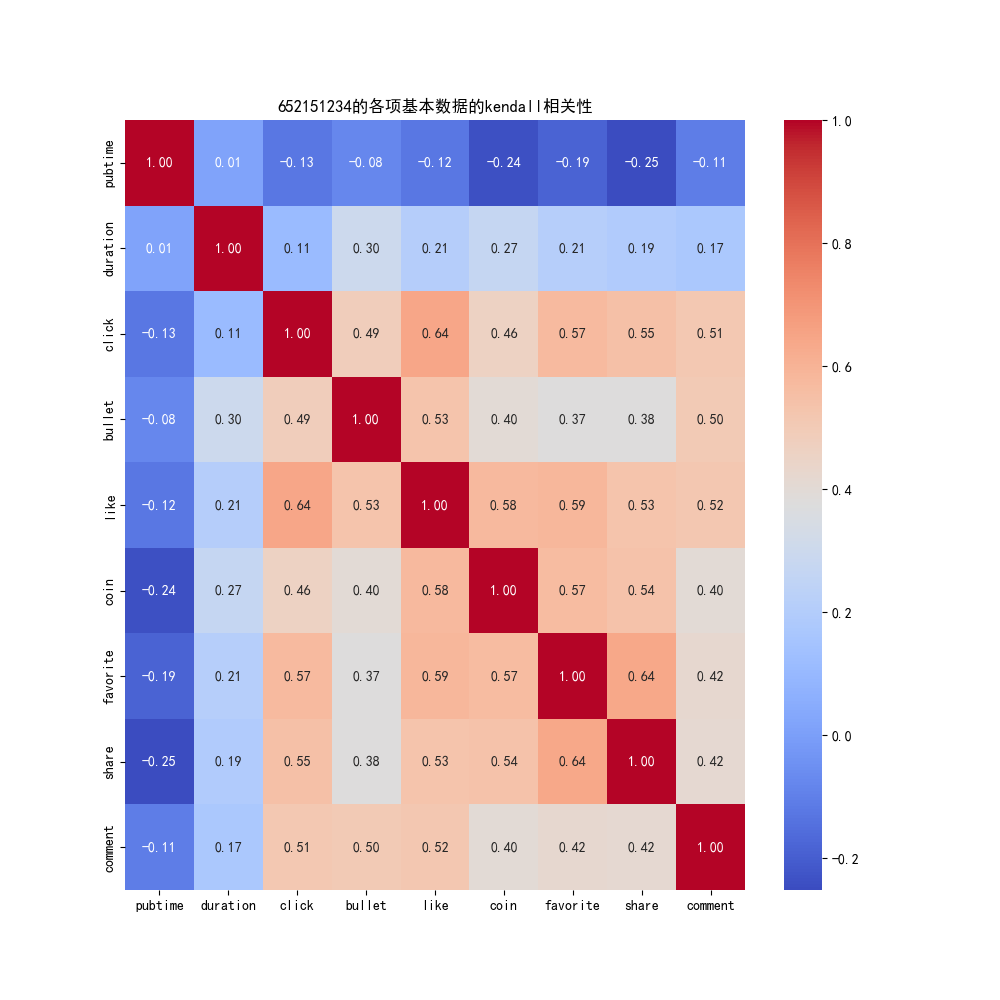 652151234的各项基本数据的kendall相关性
pubtime 1.00 0.01 -0.13 -0.08 -0.12 -0.24 -0.19 -0.25 -0.11
duration 0.01 1.00 0.11 0.30 0.21 0.27 0.21 0.19 0.17
click -0.13 0.11 1.00 0.49 0.64 0.46 0.57 0.55 0.51
bullet -0.08 0.30 0.49 1.00 0.53 0.40 0.37 0.38 0.50
like -0.12 0.21 0.64 0.53 1.00 0.58 0.59 0.53 0.52
coin -0.24 0.27 0.46 0.40 0.58 1.00 0.57 0.54 0.40
favorite -0.19 0.21 0.57 0.37 0.59 0.57 1.00 0.64 0.42
share -0.25 0.19 0.55 0.38 0.53 0.54 0.64 1.00 0.42
comment -0.11 0.17 0.51 0.50 0.52 0.40 0.42 0.42 1.00
pubtime duration click bullet like coin favorite share comment
1.0
0.8
0.6
0.4
0.2
0.0
-0.2